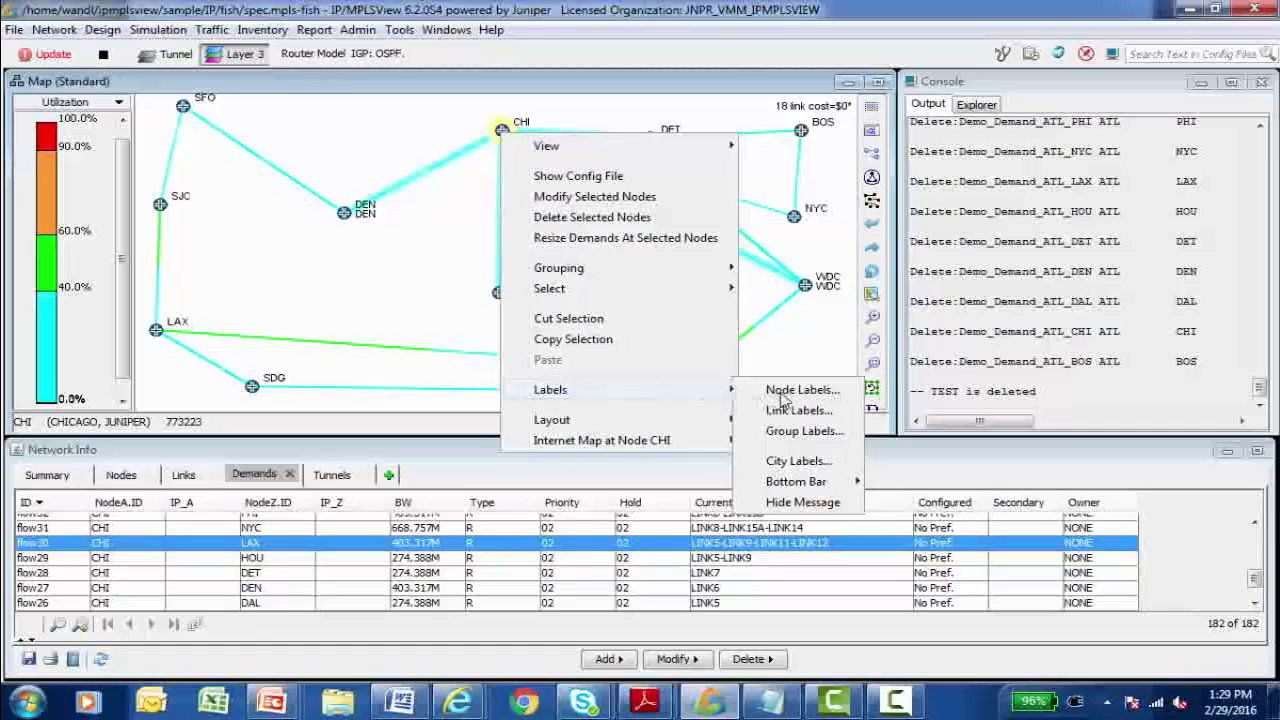 /home/wandl/ipmplsview/sample/IP/fish/spec.mpls-fish - IP/MPLSView 6.2.0S4 powered by Juniper Licensed Organization: JNPR_VMM_IPMPLSVIEW
File Network Design Simulation Traffic Inventory Report Admin Tools Windows Help
Update Tunnel Layer 3 Router Model IGP: OSPF. Search Text in Config Files
Map (Standard)
Utilization
100.0%
90.0%
60.0%
40.0%
0.0%
18 link cost=$0*
SFO
CHI
DET
BOS
SJC
DEN
DEN
NYC
WDC
WDC
LAX
SDG
CHI (CHICAGO, JUNIPER) 773223
View
Show Config File
Modify Selected Nodes
Delete Selected Nodes
Resize Demands At Selected Nodes
Grouping
Select
Cut Selection
Copy Selection
Paste
Labels
Layout
Internet Map at Node CHI
Node Labels...
Link Labels...
Group Labels...
City Labels...
Bottom Bar
Hide Message
Console
Output Explorer
Delete:Demo_Demand_ATL_PHI ATL PHI
Delete:Demo_Demand_ATL_NYC ATL NYC
Delete:Demo_Demand_ATL_LAX ATL LAX
Delete:Demo_Demand_ATL_HOU ATL HOU
Delete:Demo_Demand_ATL_DET ATL DET
Delete:Demo_Demand_ATL_DEN ATL DEN
Delete:Demo_Demand_ATL_DAL ATL DAL
Delete:Demo_Demand_ATL_CHI ATL CHI
Delete:Demo_Demand_ATL_BOS ATL BOS
-- TEST is deleted
Network Info
Summary Nodes Links Demands Tunnels
ID NodeA.ID IP_A NodeZ.ID IP_Z BW Type Priority Hold Current Configured Secondary Owner
flow31 CHI NYC 668.757M R 02 02 LINK8-LINK15A-LINK14 No Pref. NONE
flow30 CHI LAX 403.317M R 02 02 LINK5-LINK9-LINK11-LINK12 No Pref. NONE
flow29 CHI HOU 274.388M R 02 02 LINK5-LINK9 No Pref. NONE
flow28 CHI DET 274.388M R 02 02 LINK7 No Pref. NONE
flow27 CHI DEN 403.317M R 02 02 LINK6 No Pref. NONE
flow26 CHI DAL 274.388M R 02 02 LINK5 No Pref. NONE
182 of 182
Add Modify Delete
96%
1:29 PM
2/29/2016